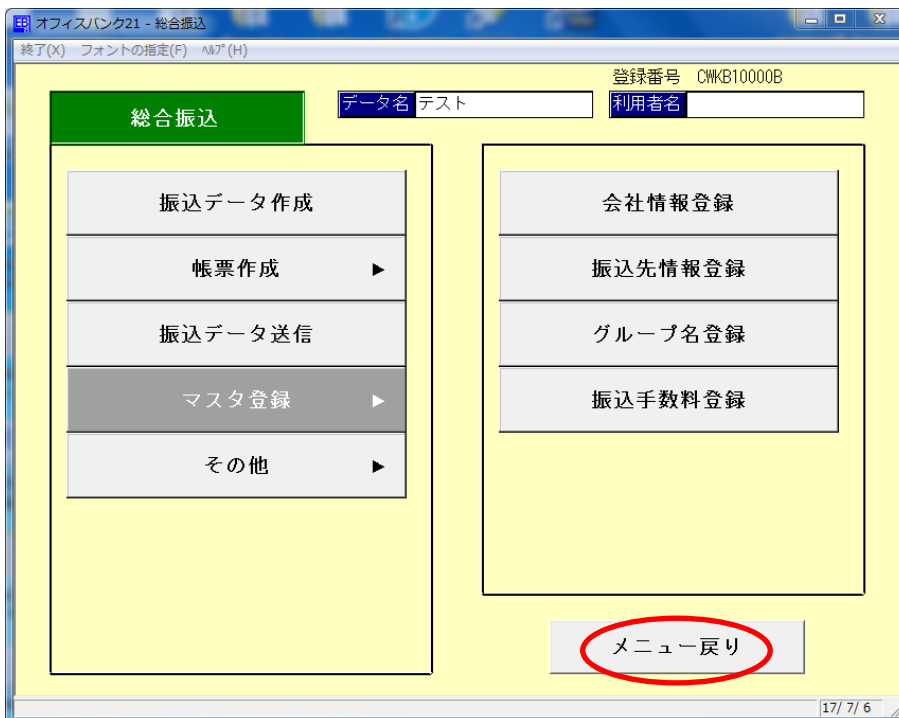 EB オフィスバンク21 - 総合振込
終了(X) フォントの指定(F) ﾍﾙﾌﾟ(H)
登録番号 CWKB10000B
総合振込 データ名 テスト 利用者名
振込データ作成
帳票作成 ▶
振込データ送信
マスタ登録 ▶
その他 ▶
会社情報登録
振込先情報登録
グループ名登録
振込手数料登録
メニュー戻り
17/ 7/ 6